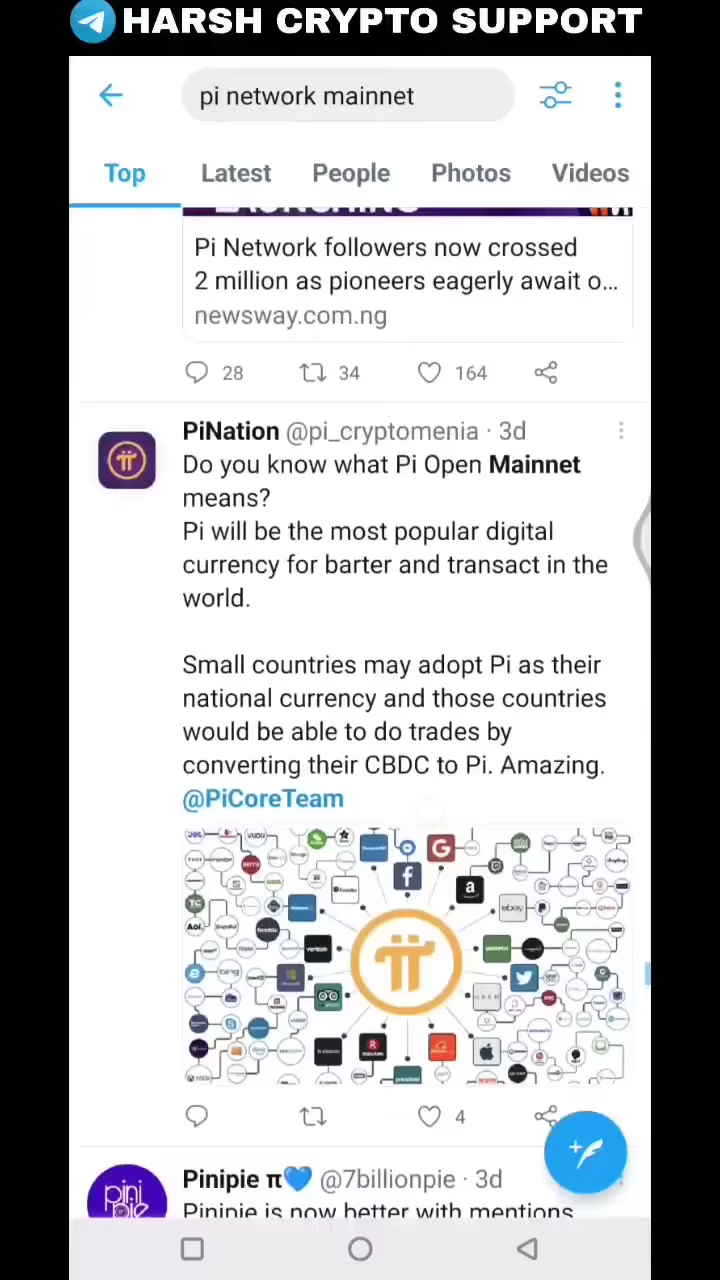 HARSH CRYPTO SUPPORT
pi network mainnet
Top Latest People Photos Videos
Pi Network followers now crossed
2 million as pioneers eagerly await o...
newsway.com.ng
28 34 164
PiNation @pi_cryptomenia · 3d
Do you know what Pi Open Mainnet
means?
Pi will be the most popular digital
currency for barter and transact in the
world.
Small countries may adopt Pi as their
national currency and those countries
would be able to do trades by
converting their CBDC to Pi. Amazing.
@PiCoreTeam
ebay
bing
4
Pinipie π💙 @7billionpie · 3d
Pinipie is now better with mentions